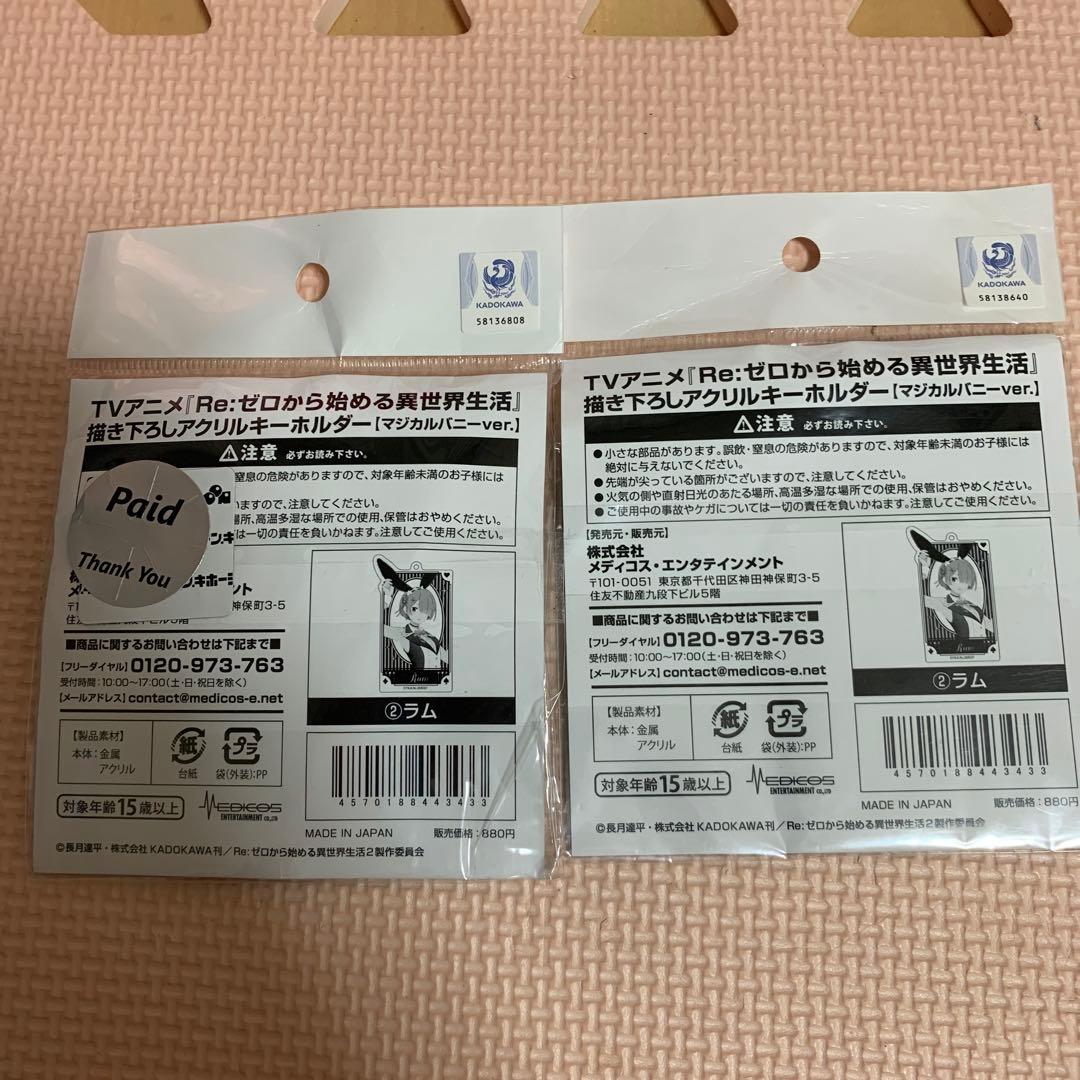 KADOKAWA
58136808
TVアニメ『Re:ゼロから始める異世界生活』
描き下ろしアクリルキーホルダー【マジカルバニーver.】
⚠注意 必ずお読み下さい。
窒息の危険がありますので、対象年齢未満のお子様には
いますので、注意してください。
場所、高温多湿な場所での使用、保管はおやめください。
は一切の責任を負いかねます。注意してご使用ください。
Paid
Thank You
ント
神保町3-5
■商品に関するお問い合わせは下記まで■
【フリーダイヤル】0120-973-763
受付時間:10:00〜17:00(土・日・祝日を除く)
【メールアドレス】contact@medicos-e.net
Ram
②ラム
【製品素材】
本体:金属
アクリル
紙
台紙
プラ
袋(外装):PP
対象年齢15歳以上
MEDICOS
ENTERTAINMENT CO.,LTD
4570188443433
MADE IN JAPAN 販売価格:880円
©長月達平・株式会社KADOKAWA刊/Re:ゼロから始める異世界生活2製作委員会
KADOKAWA
58138640
TVアニメ『Re:ゼロから始める異世界生活』
描き下ろしアクリルキーホルダー【マジカルバニーver.】
⚠注意 必ずお読み下さい。
●小さな部品があります。誤飲・窒息の危険がありますので、対象年齢未満のお子様には
絶対に与えないでください。
●先端が尖っている箇所がございますので、注意してください。
●火気の側や直射日光のあたる場所、高温多湿な場所での使用、保管はおやめください。
●ご使用中の事故やケガについては一切の責任を負いかねます。注意してご使用ください。
【発売元・販売元】
株式会社
メディコス・エンタテインメント
〒101-0051 東京都千代田区神田神保町3-5
住友不動産九段下ビル5階
■商品に関するお問い合わせは下記まで■
【フリーダイヤル】0120-973-763
受付時間:10:00〜17:00(土・日・祝日を除く)
【メールアドレス】contact@medicos-e.net
Ram
②ラム
【製品素材】
本体:金属
アクリル
紙
台紙
プラ
袋(外装):PP
対象年齢15歳以上
MEDICOS
ENTERTAINMENT CO.,LTD
4570188443433
MADE IN JAPAN 販売価格:880円
©長月達平・株式会社KADOKAWA刊/Re:ゼロから始める異世界生活2製作委員会